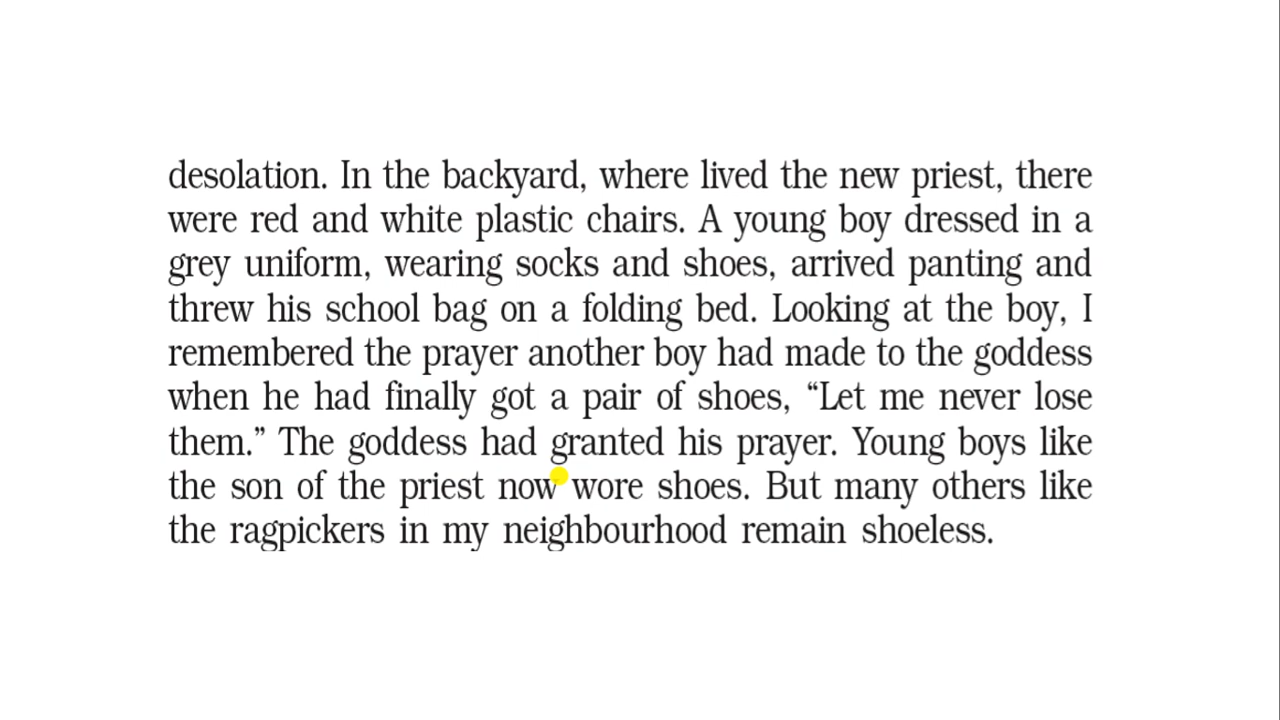 desolation. In the backyard, where lived the new priest, there
were red and white plastic chairs. A young boy dressed in a
grey uniform, wearing socks and shoes, arrived panting and
threw his school bag on a folding bed. Looking at the boy, I
remembered the prayer another boy had made to the goddess
when he had finally got a pair of shoes, “Let me never lose
them.” The goddess had granted his prayer. Young boys like
the son of the priest now wore shoes. But many others like
the ragpickers in my neighbourhood remain shoeless.